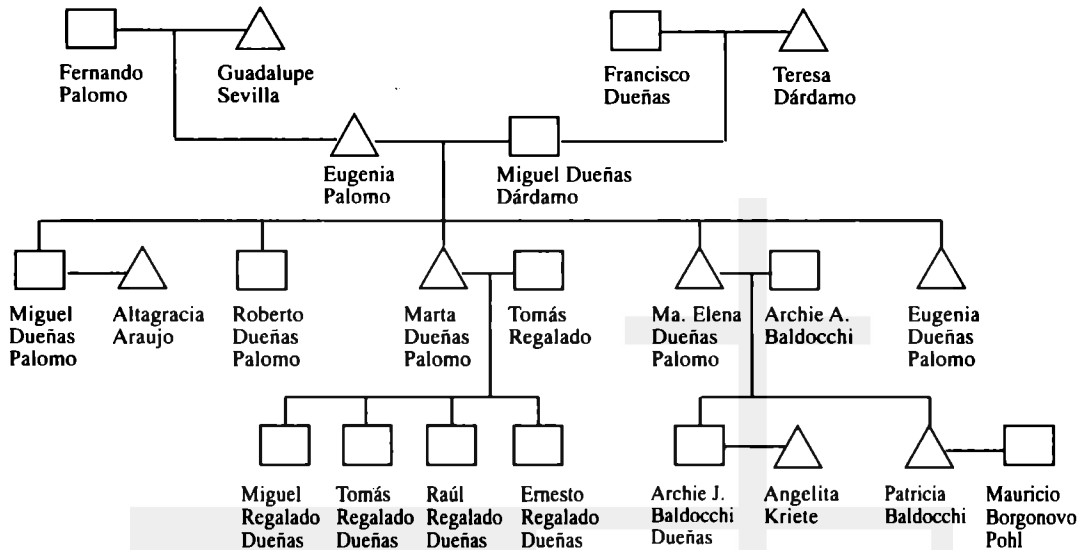 Fernando
Palomo
Guadalupe
Sevilla
Francisco
Dueñas
Teresa
Dárdamo
Eugenia
Palomo
Miguel Dueñas
Dárdamo
Miguel
Dueñas
Palomo
Altagracia
Araujo
Roberto
Dueñas
Palomo
Marta
Dueñas
Palomo
Tomás
Regalado
Ma. Elena
Dueñas
Palomo
Archie A.
Baldocchi
Eugenia
Dueñas
Palomo
Miguel
Regalado
Dueñas
Tomás
Regalado
Dueñas
Raúl
Regalado
Dueñas
Ernesto
Regalado
Dueñas
Archie J.
Baldocchi
Dueñas
Angelita
Kriete
Patricia
Baldocchi
Mauricio
Borgonovo
Pohl